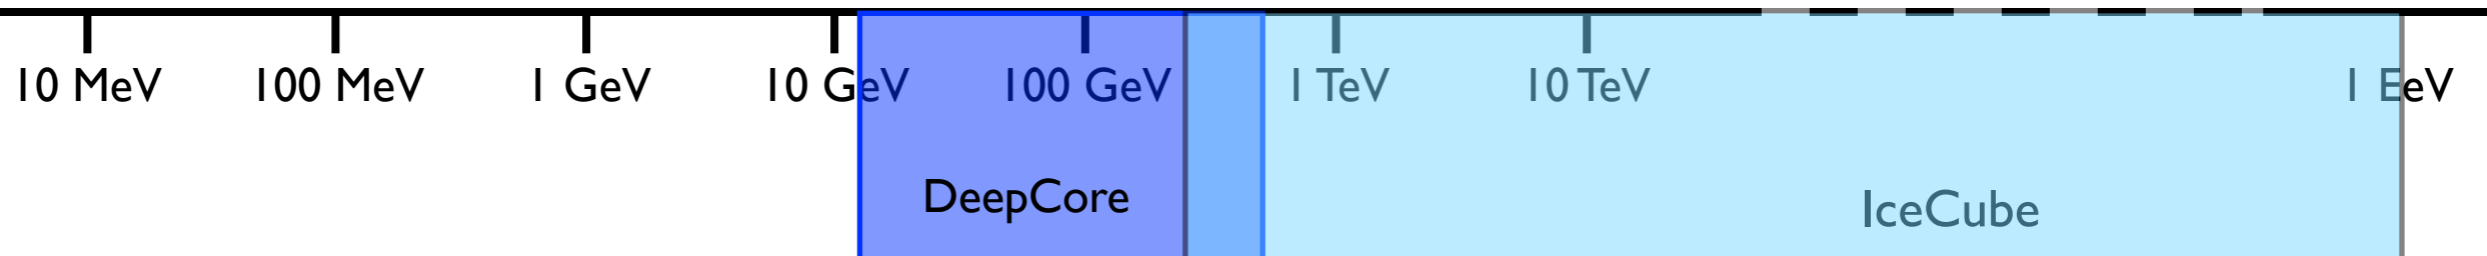 10 MeV 100 MeV 1 GeV 10 GeV 100 GeV 1 TeV 10 TeV 1 EeV
DeepCore
IceCube